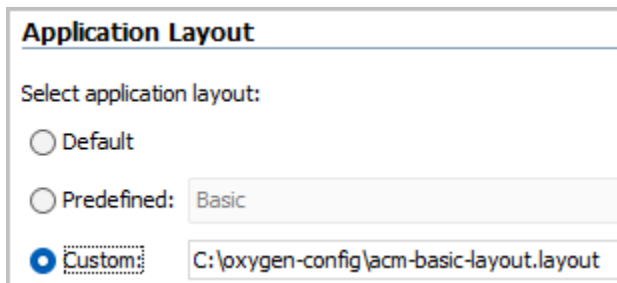 Application Layout
Select application layout:
Default
Predefined: Basic
Custom: C:\oxygen-config\acm-basic-layout.layout